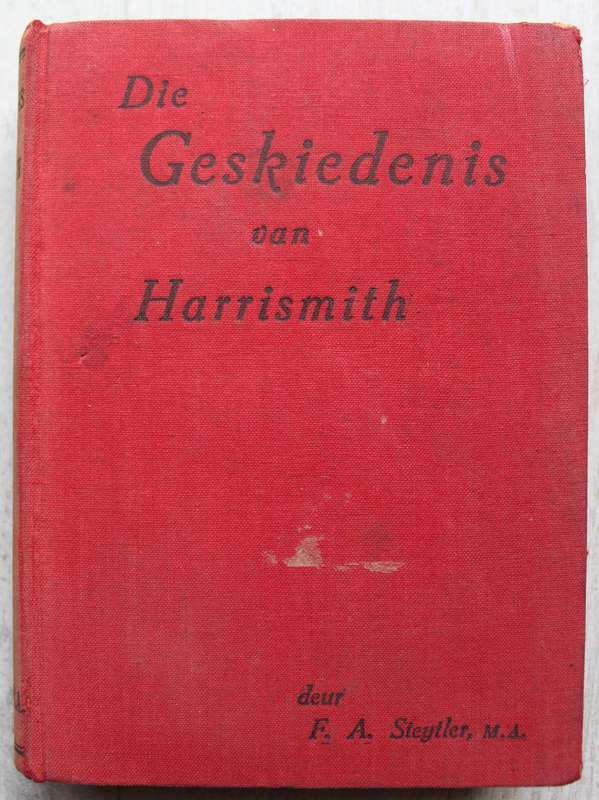 Die
Geskiedenis
van
Harrismith
deur
F. A. Steytler, M.A.